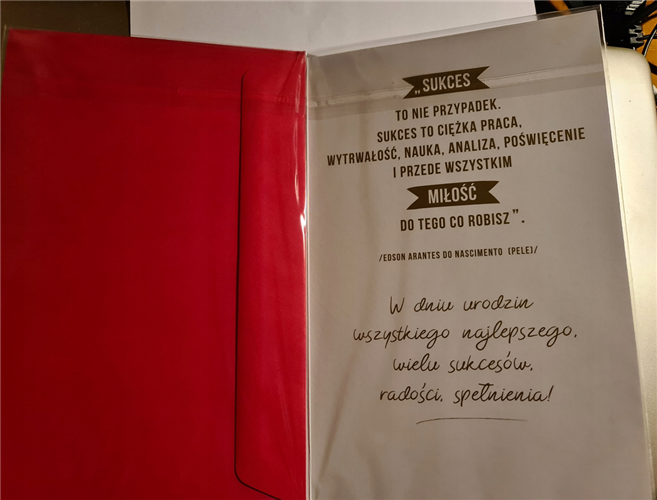 „SUKCES
TO NIE PRZYPADEK.
SUKCES TO CIĘŻKA PRACA,
WYTRWAŁOŚĆ, NAUKA, ANALIZA, POŚWIĘCENIE
I PRZEDE WSZYSTKIM
MIŁOŚĆ
DO TEGO CO ROBISZ”.
/EDSON ARANTES DO NASCIMENTO (PELE)/
W dniu urodzin
wszystkiego najlepszego,
wielu sukcesów,
radości, spełnienia!